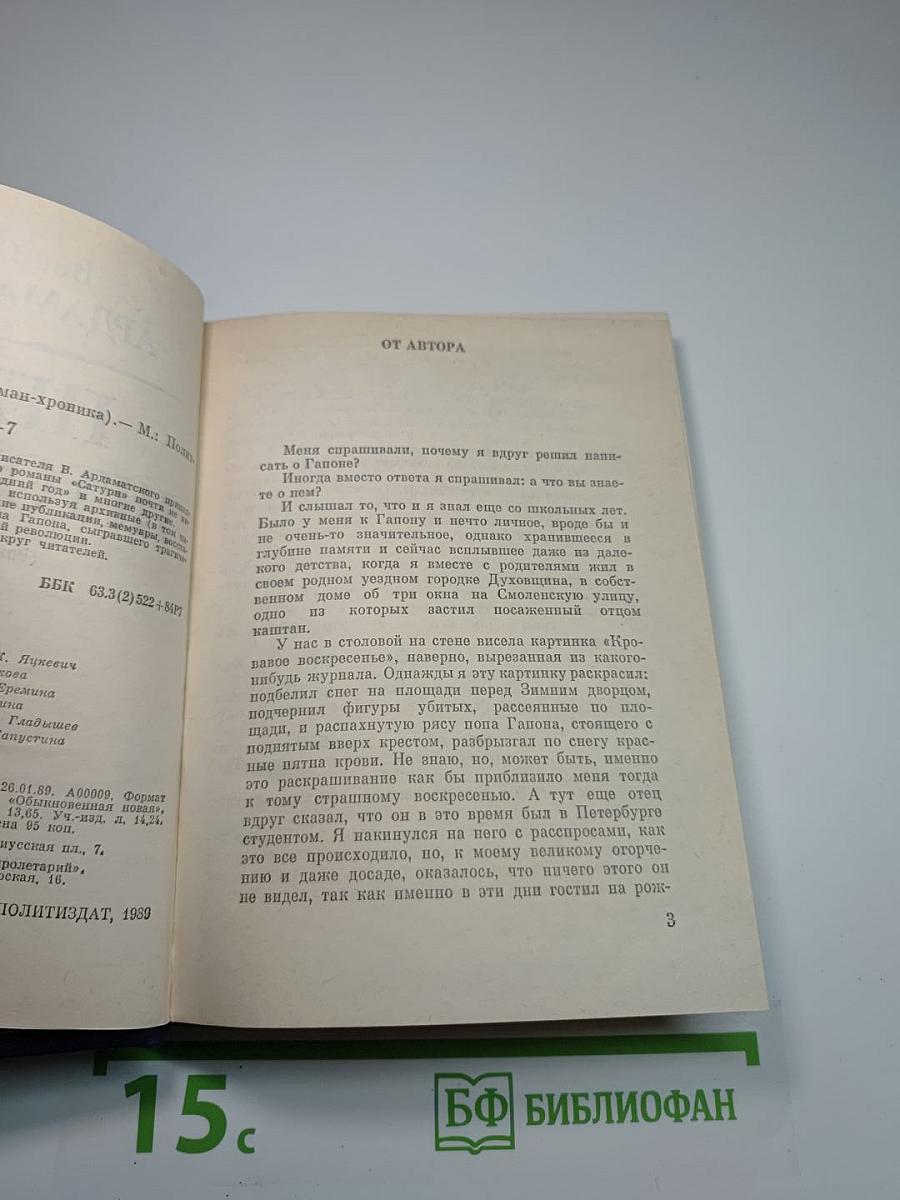 ман-хроника).— М.: Полит-
-7
исателя В. Ардаматского
романы «Сатурн» почти не
дний год» и многие другие.
используя архивные (в том
ние публикации, мемуары,
на Гапона, сыгравшего
й революции.
круг читателей.
ББК 63.3(2)522+84Р7
К. Яцкевич
кова
Еремина
ина
Гладышев
Капустина
26.01.89. А00009. Формат
«Обыкновенная новая».
13,65. Уч.-изд. л. 14,24.
ена 95 коп.
иусская пл., 7.
пролетарий».
рская, 16.
ПОЛИТИЗДАТ, 1989
ОТ АВТОРА
Меня спрашивали, почему я вдруг решил напи-
сать о Гапоне?
Иногда вместо ответа я спрашивал: а что вы знае-
те о нем?
И слышал то, что и я знал еще со школьных лет.
Было у меня к Гапону и нечто личное, вроде бы и
не очень-то значительное, однако хранившееся в
глубине памяти и сейчас всплывшее даже из дале-
кого детства, когда я вместе с родителями жил в
своем родном уездном городке Духовщина, в собст-
венном доме об три окна на Смоленскую улицу,
одно из которых застил посаженный отцом
каштан.
У нас в столовой на стене висела картинка «Кро-
вавое воскресенье», наверно, вырезанная из какого-
нибудь журнала. Однажды я эту картинку раскрасил:
подбелил снег на площади перед Зимним дворцом,
подчернил фигуры убитых, рассеянные по пло-
щади, и распахнутую рясу попа Гапона, стоящего с
поднятым вверх крестом, разбрызгал по снегу крас-
ные пятна крови. Не знаю, но, может быть, именно
это раскрашивание как бы приблизило меня тогда
к тому страшному воскресенью. А тут еще отец
вдруг сказал, что он в это время был в Петербурге
студентом. Я накинулся на него с расспросами, как
это все происходило, но, к моему великому огорче-
нию и даже досаде, оказалось, что ничего этого он
не видел, так как именно в эти дни гостил на рож-
3
15 с
БФ БИБЛИОФАН